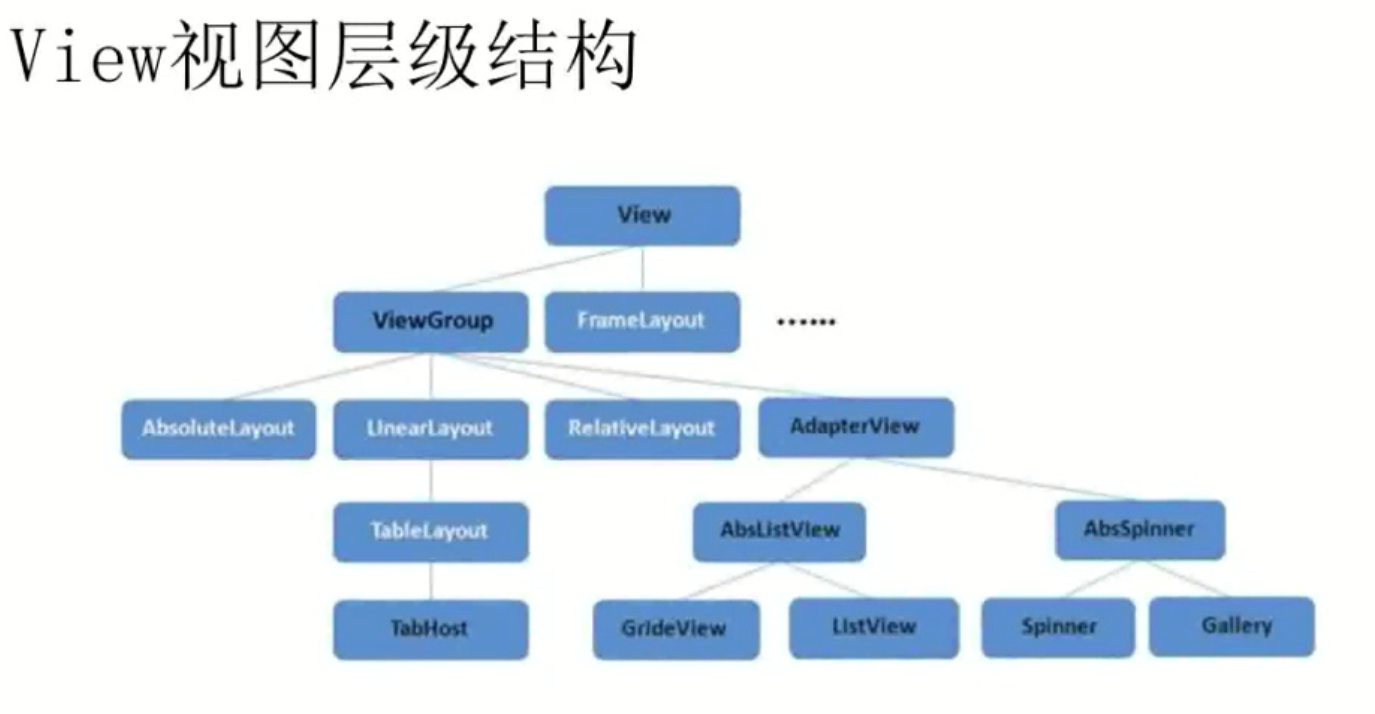 View视图层级结构
View
ViewGroup
FrameLayout
......
AbsoluteLayout
LinearLayout
RelativeLayout
AdapterView
TableLayout
AbsListView
AbsSpinner
TabHost
GrideView
ListView
Spinner
Gallery